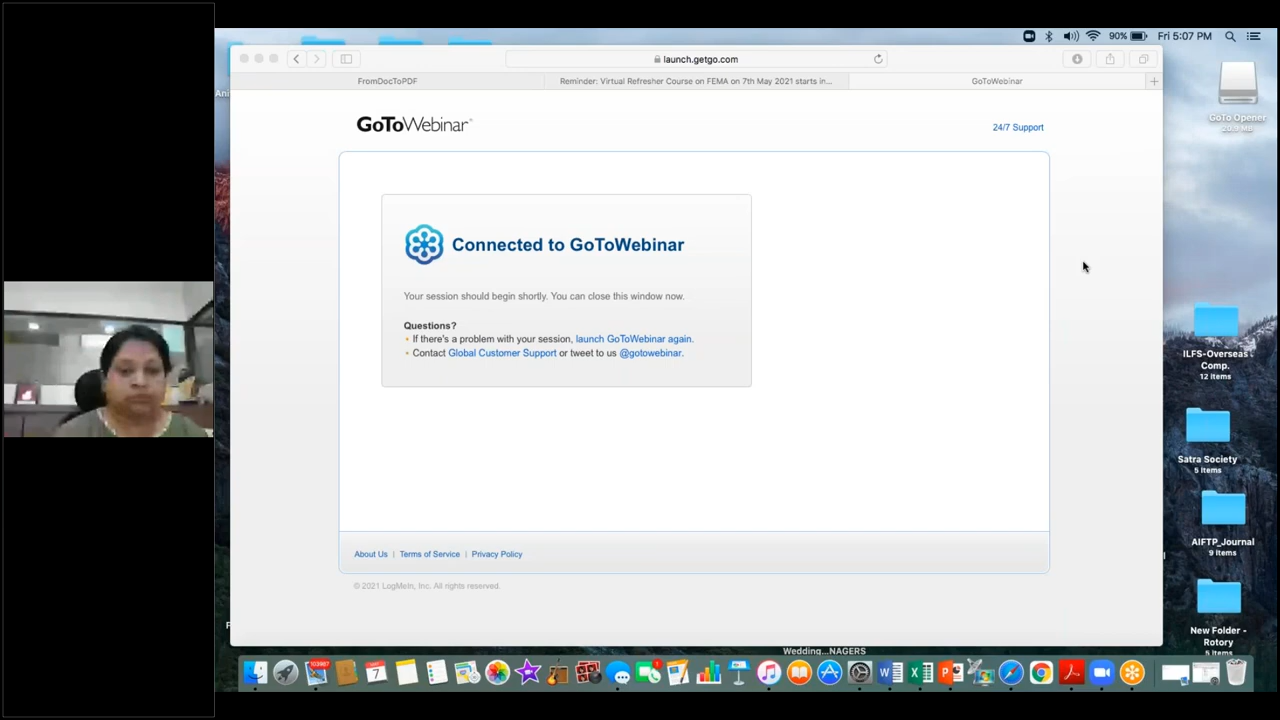 90% Fri 5:07 PM
launch.getgo.com
FromDocToPDF
Reminder: Virtual Refresher Course on FEMA on 7th May 2021 starts in...
GoToWebinar
GoTo Opener
GoToWebinar
24/7 Support
Connected to GoToWebinar
Your session should begin shortly. You can close this window now.
Questions?
• If there's a problem with your session, launch GoToWebinar again.
• Contact Global Customer Support or tweet to us @gotowebinar.
ILFS-Overseas
Comp.
12 items
Satra Society
5 items
AIFTP_Journal
9 items
About Us | Terms of Service | Privacy Policy
© 2021 LogMeIn, Inc. All rights reserved.
New Folder -
Rotory
5 items
Wedding...NAGERS
103987
7